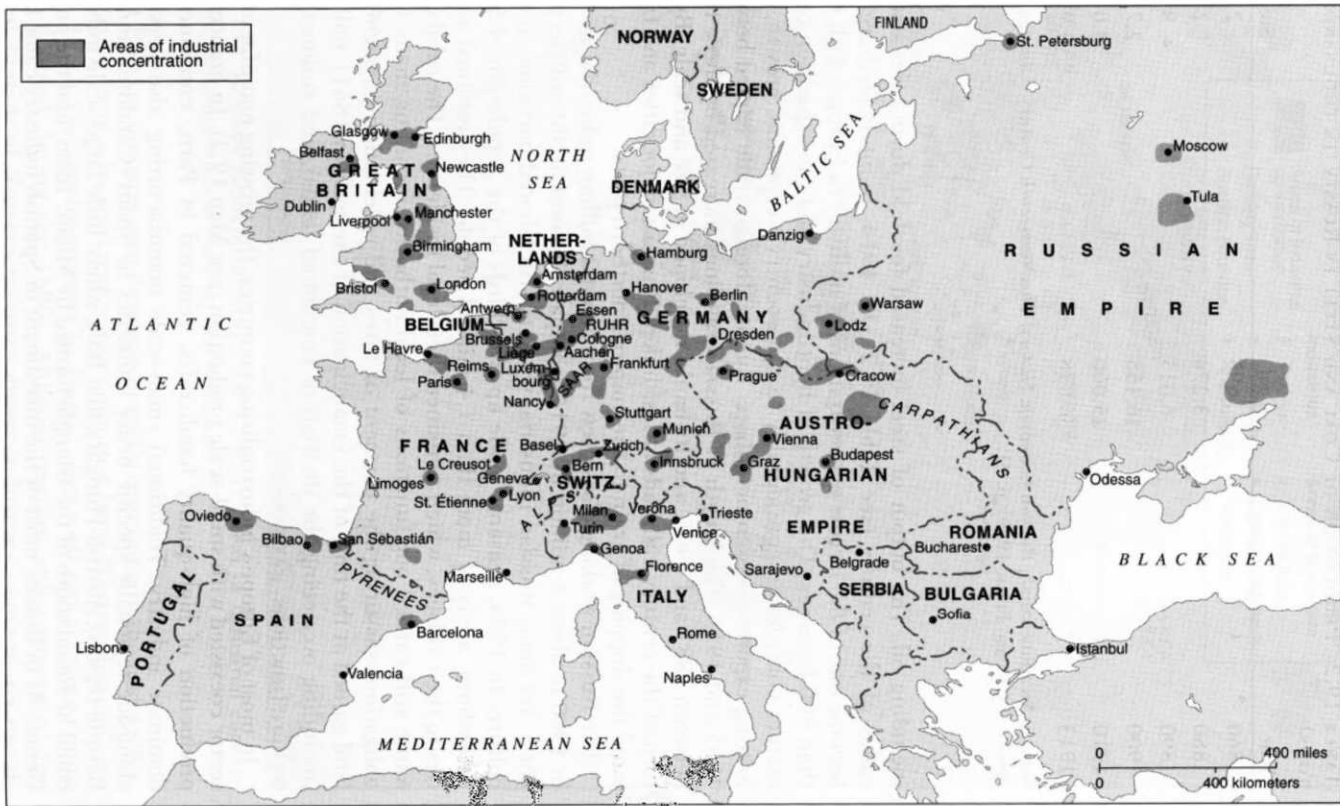 Areas of industrial
concentration
NORWAY
FINLAND
St. Petersburg
SWEDEN
Glasgow
Edinburgh
Belfast
Newcastle
GREAT
BRITAIN
NORTH
SEA
Moscow
DENMARK
BALTIC SEA
Dublin
Liverpool
Manchester
Tula
Danzig
Birmingham
NETHER-
LANDS
Hamburg
RUSSIAN
EMPIRE
Bristol
London
Amsterdam
Rotterdam
Hanover
Berlin
Warsaw
Antwerp
Essen
RUHR
GERMANY
Lodz
ATLANTIC
OCEAN
BELGIUM
Brussels
Cologne
Dresden
Le Havre
Liège
Aachen
Reims
Luxem
bourg
Frankfurt
Paris
SAAR
Prague
Cracow
Nancy
Stuttgart
CARPATHIANS
Munich
AUSTRO-
HUNGARIAN
EMPIRE
Vienna
FRANCE
Basel
Zurich
Le Creusot
Bern
Innsbruck
Graz
Budapest
Limoges
Geneva
SWITZ.
Odessa
St. Étienne
Lyon
ALPS
Milan
Verona
Trieste
Oviedo
Turin
Venice
ROMANIA
Bilbao
San Sebastián
Genoa
Bucharest
BLACK SEA
Belgrade
Marseille
Florence
Sarajevo
PYRENEES
ITALY
SERBIA
BULGARIA
PORTUGAL
SPAIN
Sofia
Barcelona
Rome
Lisbon
Istanbul
Valencia
Naples
MEDITERRANEAN SEA
0 400 miles
0 400 kilometers